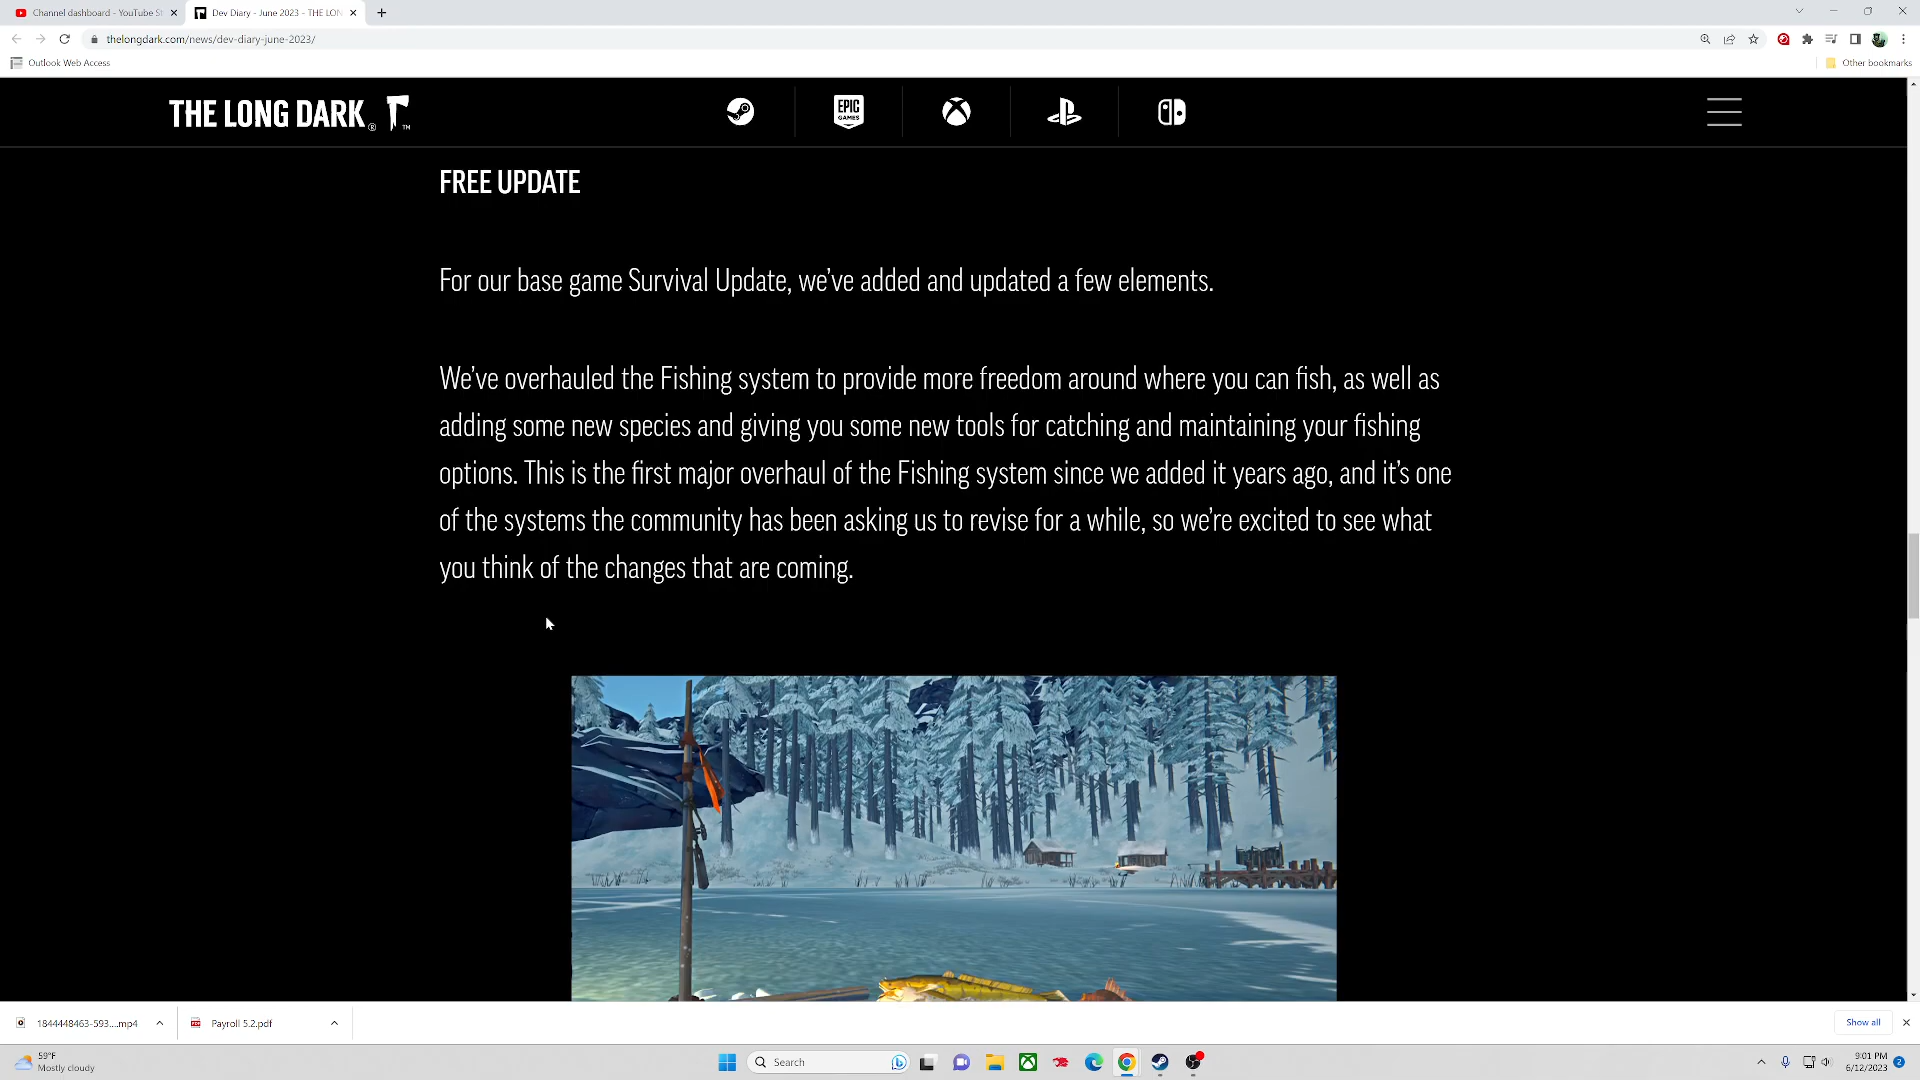 Channel dashboard - YouTube St
Dev Diary - June 2023 - THE LON
thelongdark.com/news/dev-diary-june-2023/
Outlook Web Access
Other bookmarks
THE LONG DARK® ™
EPIC
GAMES
FREE UPDATE
For our base game Survival Update, we've added and updated a few elements.
We've overhauled the Fishing system to provide more freedom around where you can fish, as well as
adding some new species and giving you some new tools for catching and maintaining your fishing
options. This is the first major overhaul of the Fishing system since we added it years ago, and it's one
of the systems the community has been asking us to revise for a while, so we're excited to see what
you think of the changes that are coming.
1844448463-593....mp4
Payroll 5.2.pdf
Show all
59°F
Mostly cloudy
Search
9:01 PM
6/12/2023
2